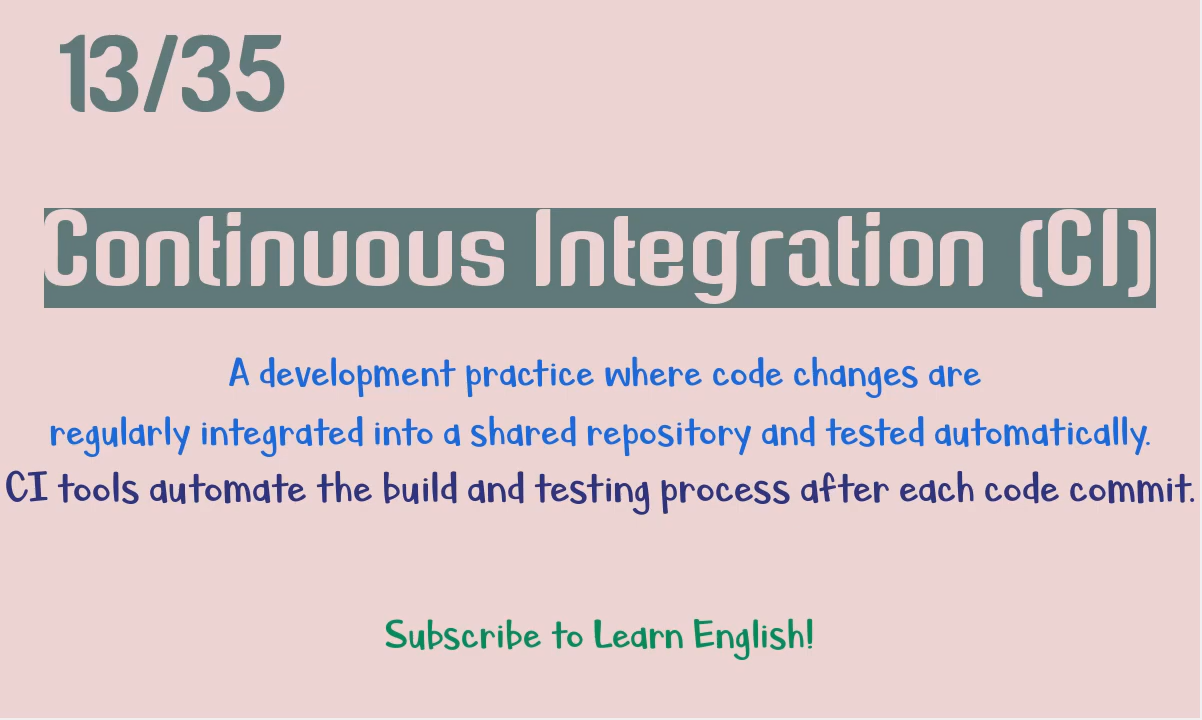 13/35
Continuous Integration (CI)
A development practice where code changes are
regularly integrated into a shared repository and tested automatically.
CI tools automate the build and testing process after each code commit.
Subscribe to Learn English!